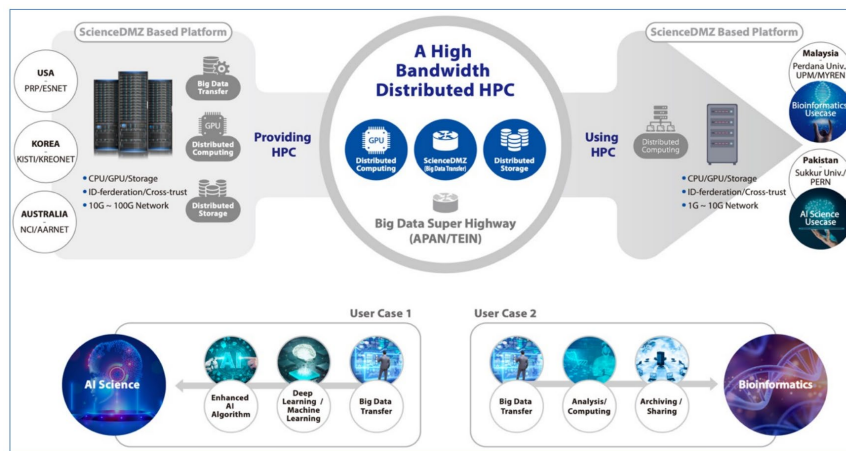 ScienceDMZ Based Platform
USA
PRP/ESNET
KOREA
KISTI/KREONET
AUSTRALIA
NCI/AARNET
Big Data
Transfer
GPU
Distributed
Computing
Distributed
Storage
• CPU/GPU/Storage
• ID-ferderation/Cross-trust
• 10G ~ 100G Network
Providing
HPC
A High
Bandwidth
Distributed HPC
GPU
Distributed
Computing
ScienceDMZ
(Big Data Transfer)
Distributed
Storage
Big Data Super Highway
(APAN/TEIN)
Using
HPC
ScienceDMZ Based Platform
Distributed
Computing
• CPU/GPU/Storage
• ID-ferderation/Cross-trust
• 1G ~ 10G Network
Malaysia
-
Perdana Univ./
UPM/MYREN
Bioinformatics
Usecase
Pakistan
-
Sukkur Univ./
PERN
AI Science
Usecase
User Case 1
AI Science
AI
Enhanced
AI
Algorithm
Deep
Learning /
Machine
Learning
Big Data
Transfer
User Case 2
Big Data
Transfer
Analysis/
Computing
Archiving /
Sharing
Bioinformatics